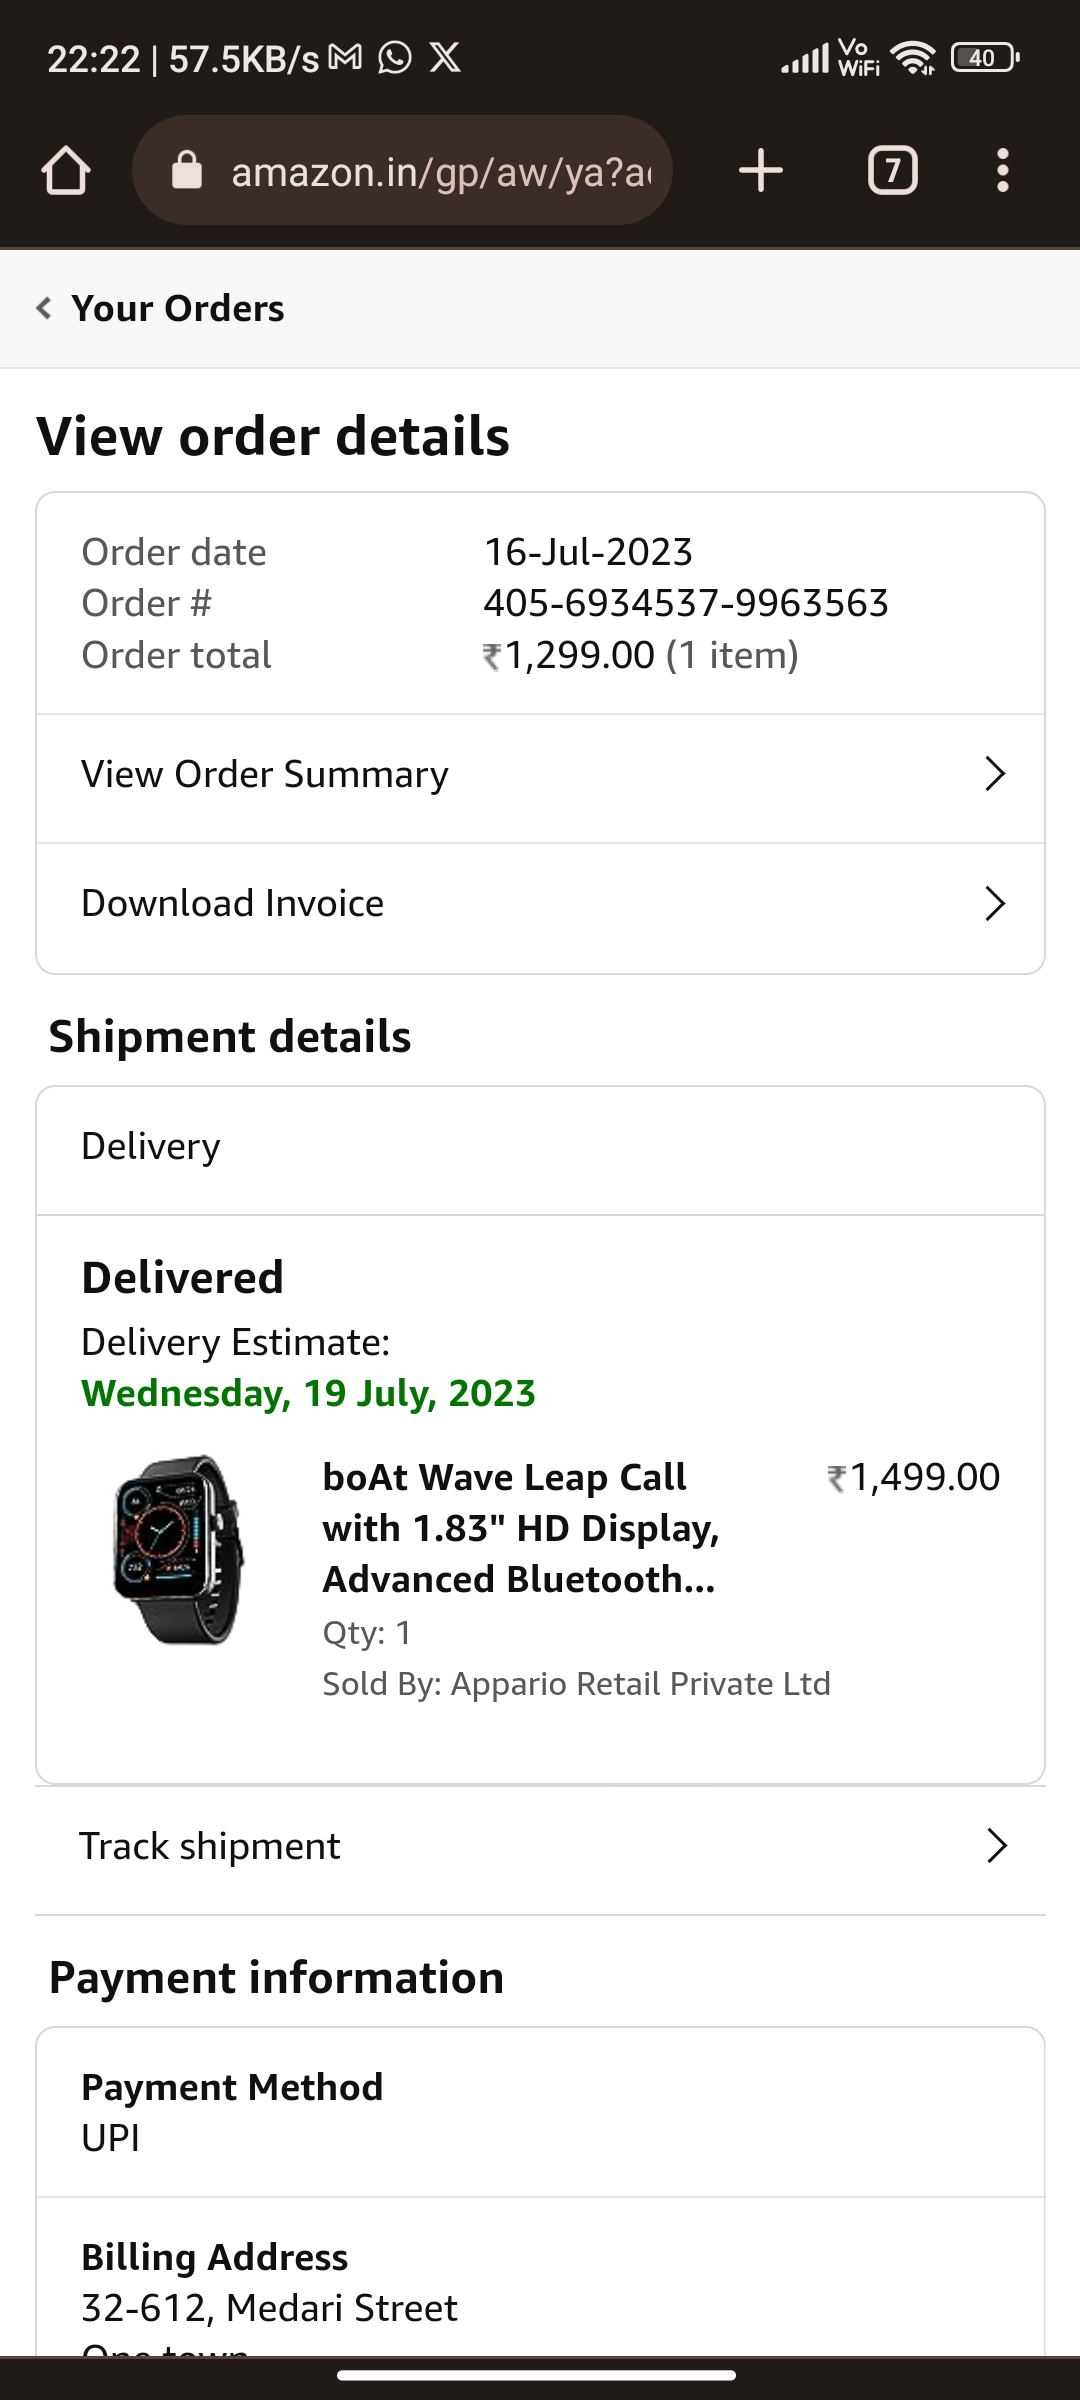 22:22 | 57.5KB/s
Vo
WiFi
40
amazon.in/gp/aw/ya?a
7
Your Orders
View order details
Order date 16-Jul-2023
Order # 405-6934537-9963563
Order total ₹1,299.00 (1 item)
View Order Summary
Download Invoice
Shipment details
Delivery
Delivered
Delivery Estimate:
Wednesday, 19 July, 2023
boAt Wave Leap Call ₹1,499.00
with 1.83" HD Display,
Advanced Bluetooth...
Qty: 1
Sold By: Appario Retail Private Ltd
Track shipment
Payment information
Payment Method
UPI
Billing Address
32-612, Medari Street
One town